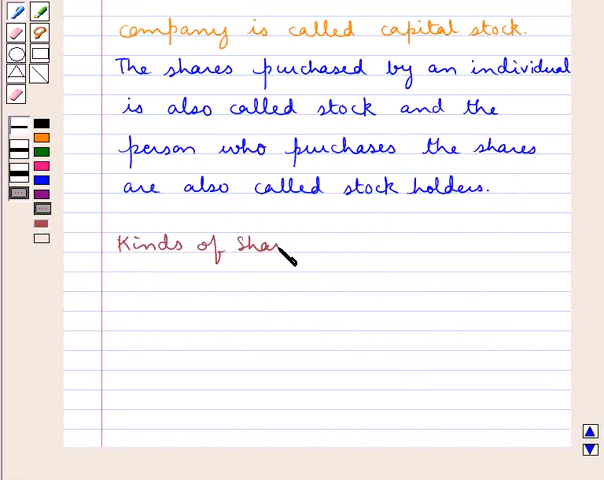 company is called capital stock.
The shares purchased by an individual
is also called stock and the
person who purchases the shares
are also called stock holders.
Kinds of Sha